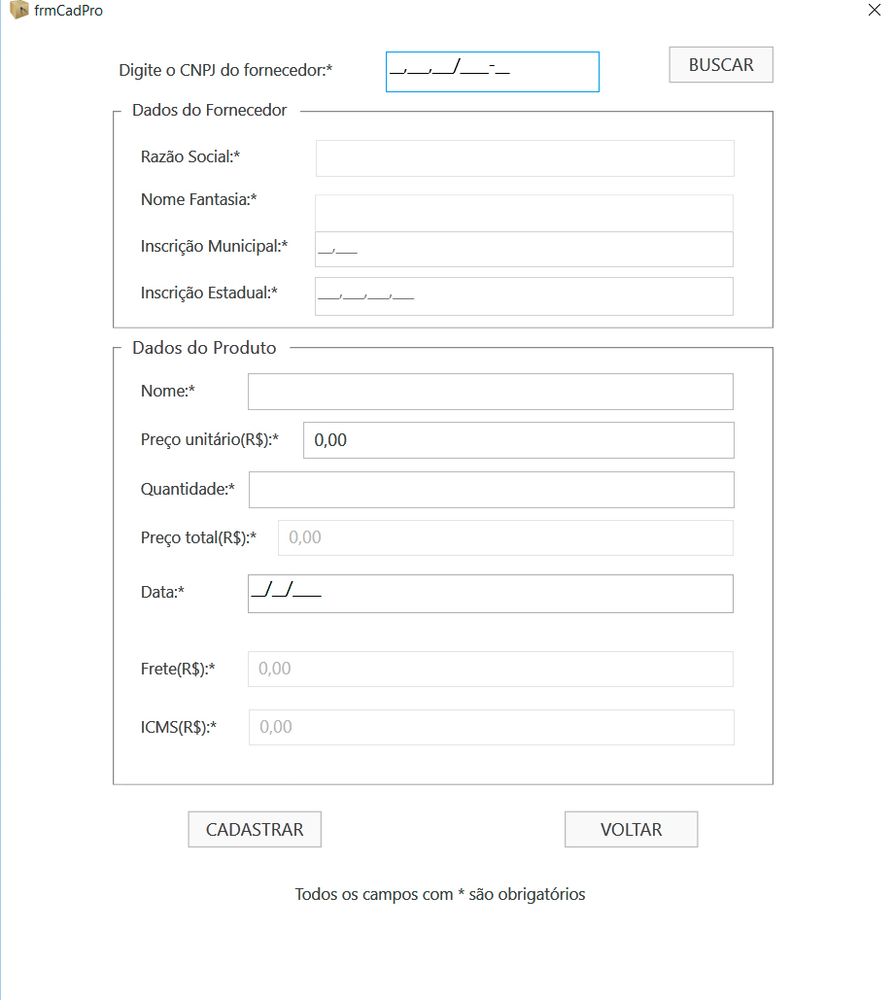 frmCadPro
Digite o CNPJ do fornecedor:* __,___,___/____-__ BUSCAR
Dados do Fornecedor
Razão Social:*
Nome Fantasia:*
Inscrição Municipal:* __,___
Inscrição Estadual:* ___,___,___,___
Dados do Produto
Nome:*
Preço unitário(R$):* 0,00
Quantidade:*
Preço total(R$):* 0,00
Data:* __/__/____
Frete(R$):* 0,00
ICMS(R$):* 0,00
CADASTRAR VOLTAR
Todos os campos com * são obrigatórios